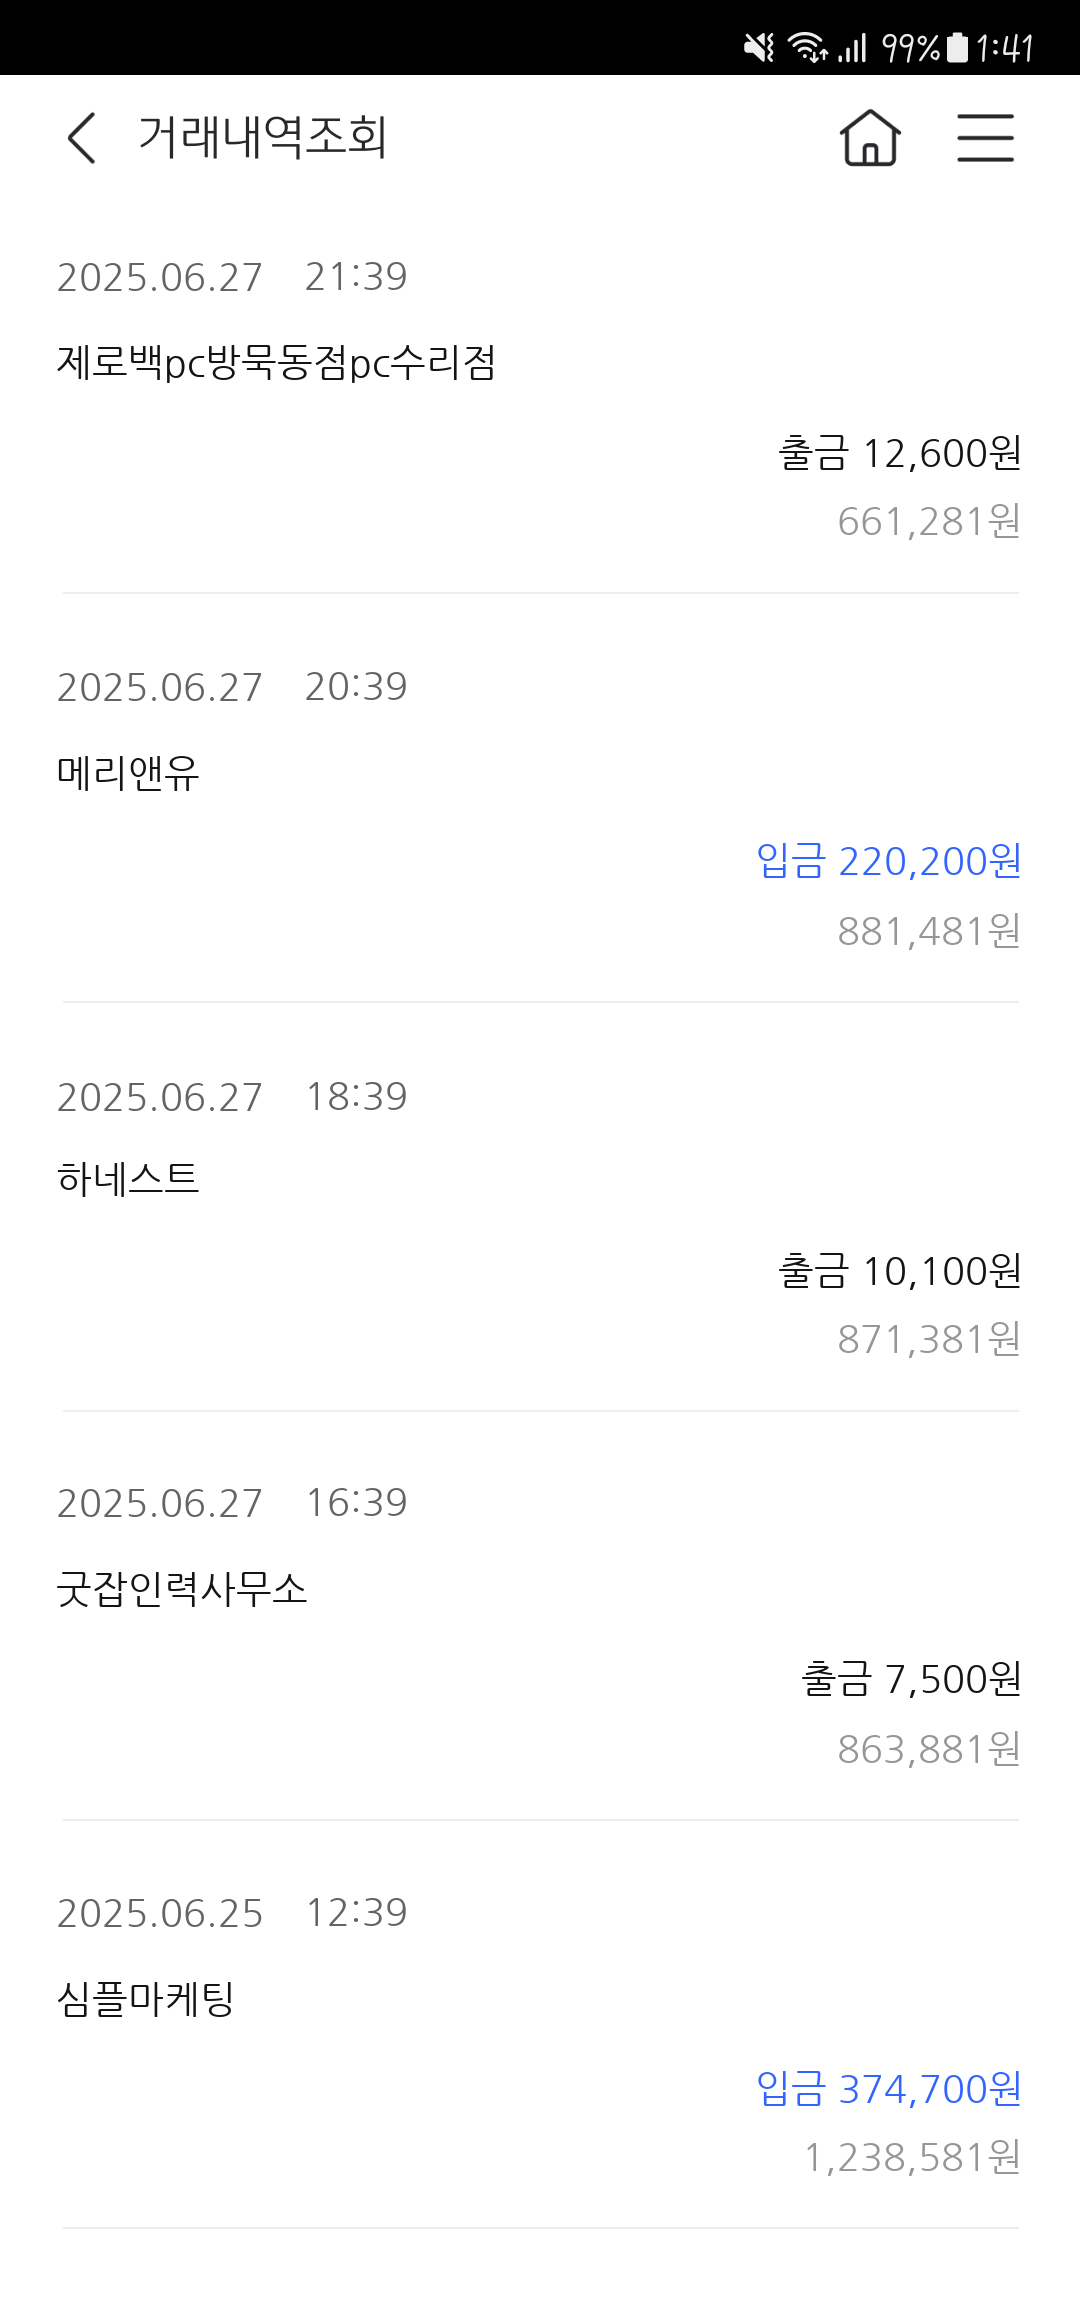 99% 1:41
거래내역조회
2025.06.27 21:39
제로백pc방묵동점pc수리점
출금 12,600원
661,281원
2025.06.27 20:39
메리앤유
입금 220,200원
881,481원
2025.06.27 18:39
하네스트
출금 10,100원
871,381원
2025.06.27 16:39
굿잡인력사무소
출금 7,500원
863,881원
2025.06.25 12:39
심플마케팅
입금 374,700원
1,238,581원